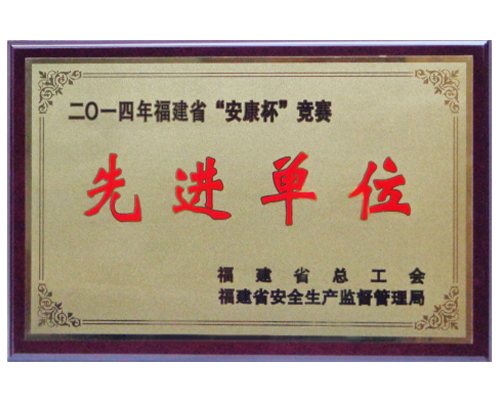 二〇一四年福建省“安康杯”竞赛
先进单位
福建省总工会
福建省安全生产监督管理局